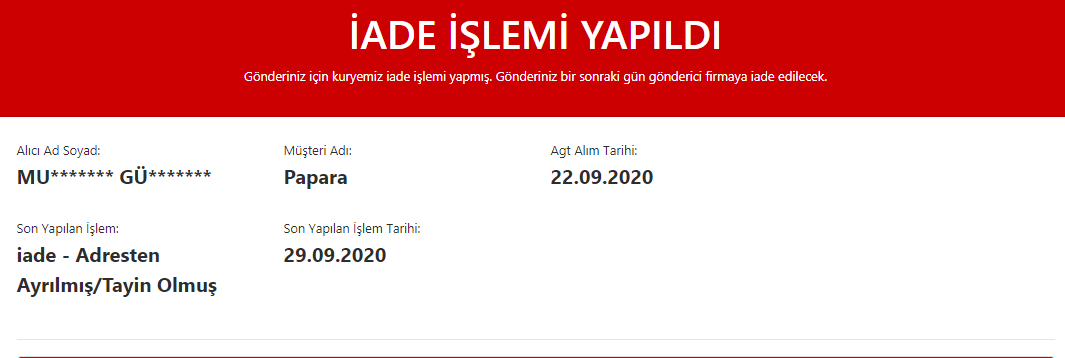 İADE İŞLEMİ YAPILDI
Gönderiniz için kuryemiz iade işlemi yapmış. Gönderiniz bir sonraki gün gönderici firmaya iade edilecek.
Alıcı Ad Soyad:
MU******* GÜ*******
Müşteri Adı:
Papara
Agt Alım Tarihi:
22.09.2020
Son Yapılan İşlem:
iade - Adresten
Ayrılmış/Tayin Olmuş
Son Yapılan İşlem Tarihi:
29.09.2020